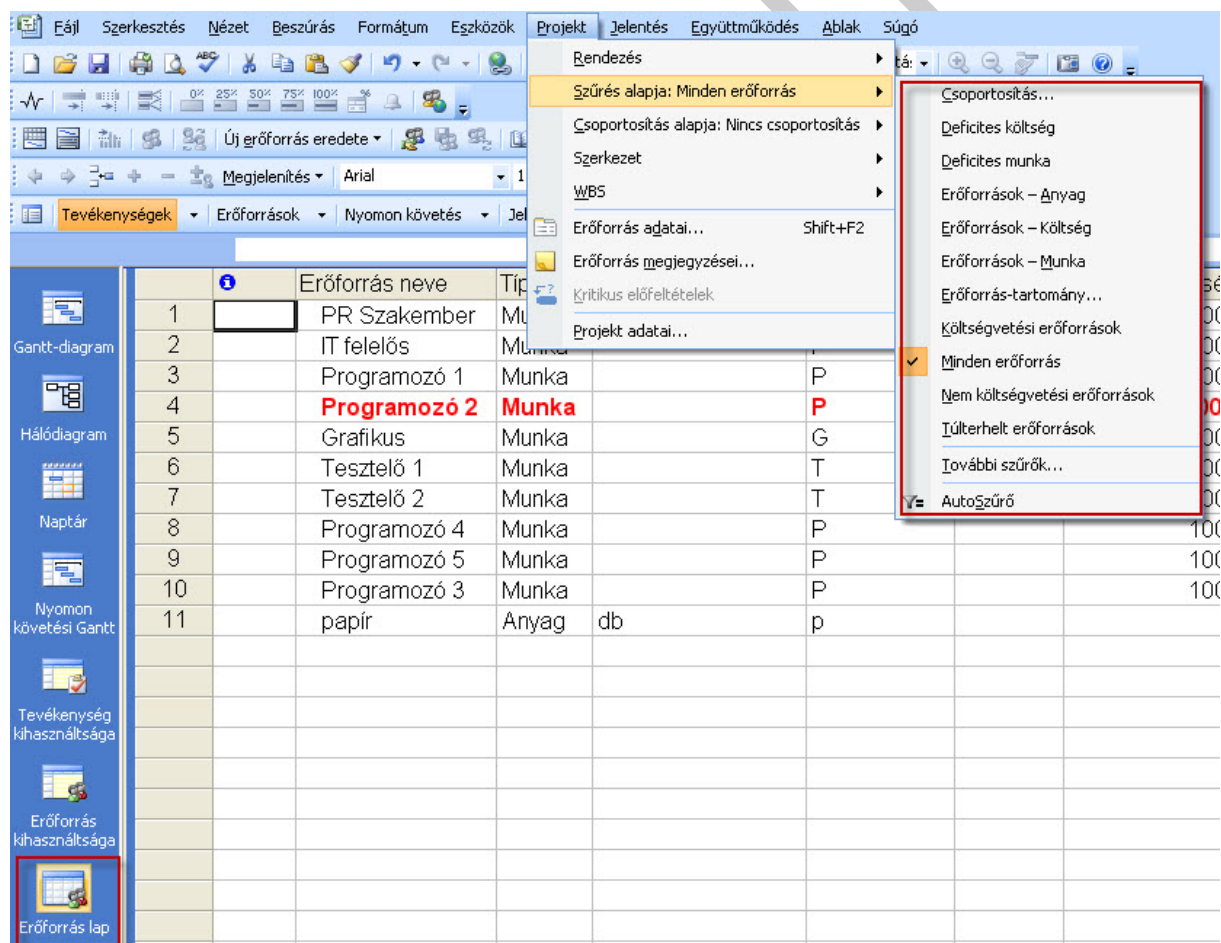 Fájl Szerkesztés Nézet Beszúrás Formátum Eszközök Projekt Jelentés Együttműködés Ablak Súgó
Rendezés
Szűrés alapja: Minden erőforrás
Csoportosítás alapja: Nincs csoportosítás
Szerkezet
WBS
Erőforrás adatai... Shift+F2
Erőforrás megjegyzései...
Kritikus előfeltételek
Projekt adatai...
Csoportosítás...
Deficites költség
Deficites munka
Erőforrások – Anyag
Erőforrások – Költség
Erőforrások – Munka
Erőforrás-tartomány...
Költségvetési erőforrások
Minden erőforrás
Nem költségvetési erőforrások
Túlterhelt erőforrások
További szűrők...
AutoSzűrő
0% 25% 50% 75% 100%
Új erőforrás eredete
Megjelenítés Arial
Tevékenységek Erőforrások Nyomon követés
Erőforrás neve
1 PR Szakember
2 IT felelős
3 Programozó 1 Munka P
4 Programozó 2 Munka P
5 Grafikus Munka G
6 Tesztelő 1 Munka T
7 Tesztelő 2 Munka T
8 Programozó 4 Munka P
9 Programozó 5 Munka P
10 Programozó 3 Munka P
11 papír Anyag db p
Gantt-diagram
Hálódiagram
Naptár
Nyomon
követési Gantt
Tevékenység
kihasználtsága
Erőforrás
kihasználtsága
Erőforrás lap